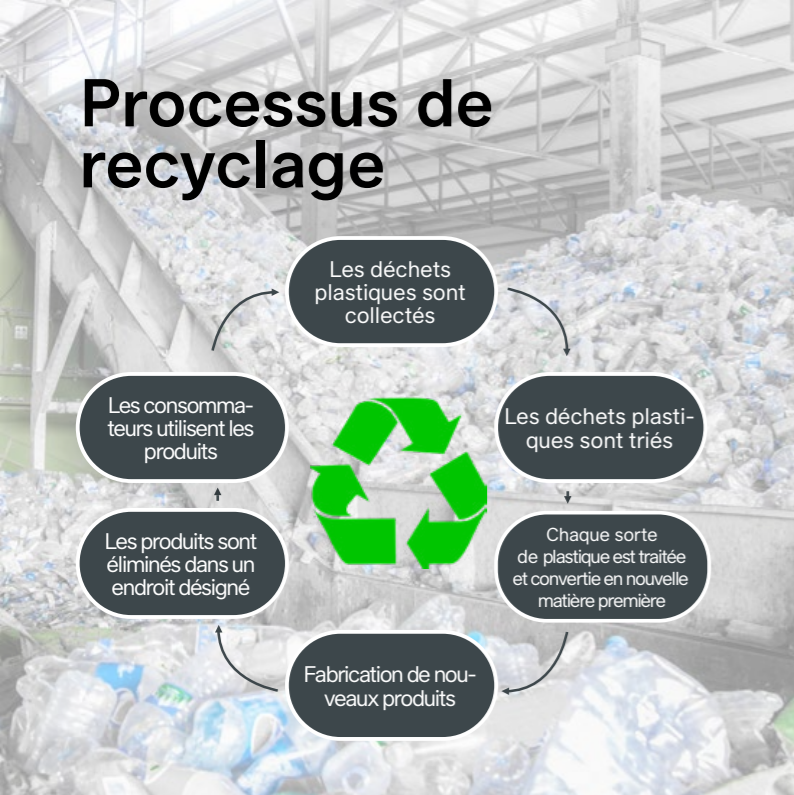 Processus de
recyclage
Les déchets
plastiques sont
collectés
Les déchets plasti-
ques sont triés
Chaque sorte
de plastique est traitée
et convertie en nouvelle
matière première
Fabrication de nou-
veaux produits
Les produits sont
éliminés dans un
endroit désigné
Les consomma-
teurs utilisent les
produits